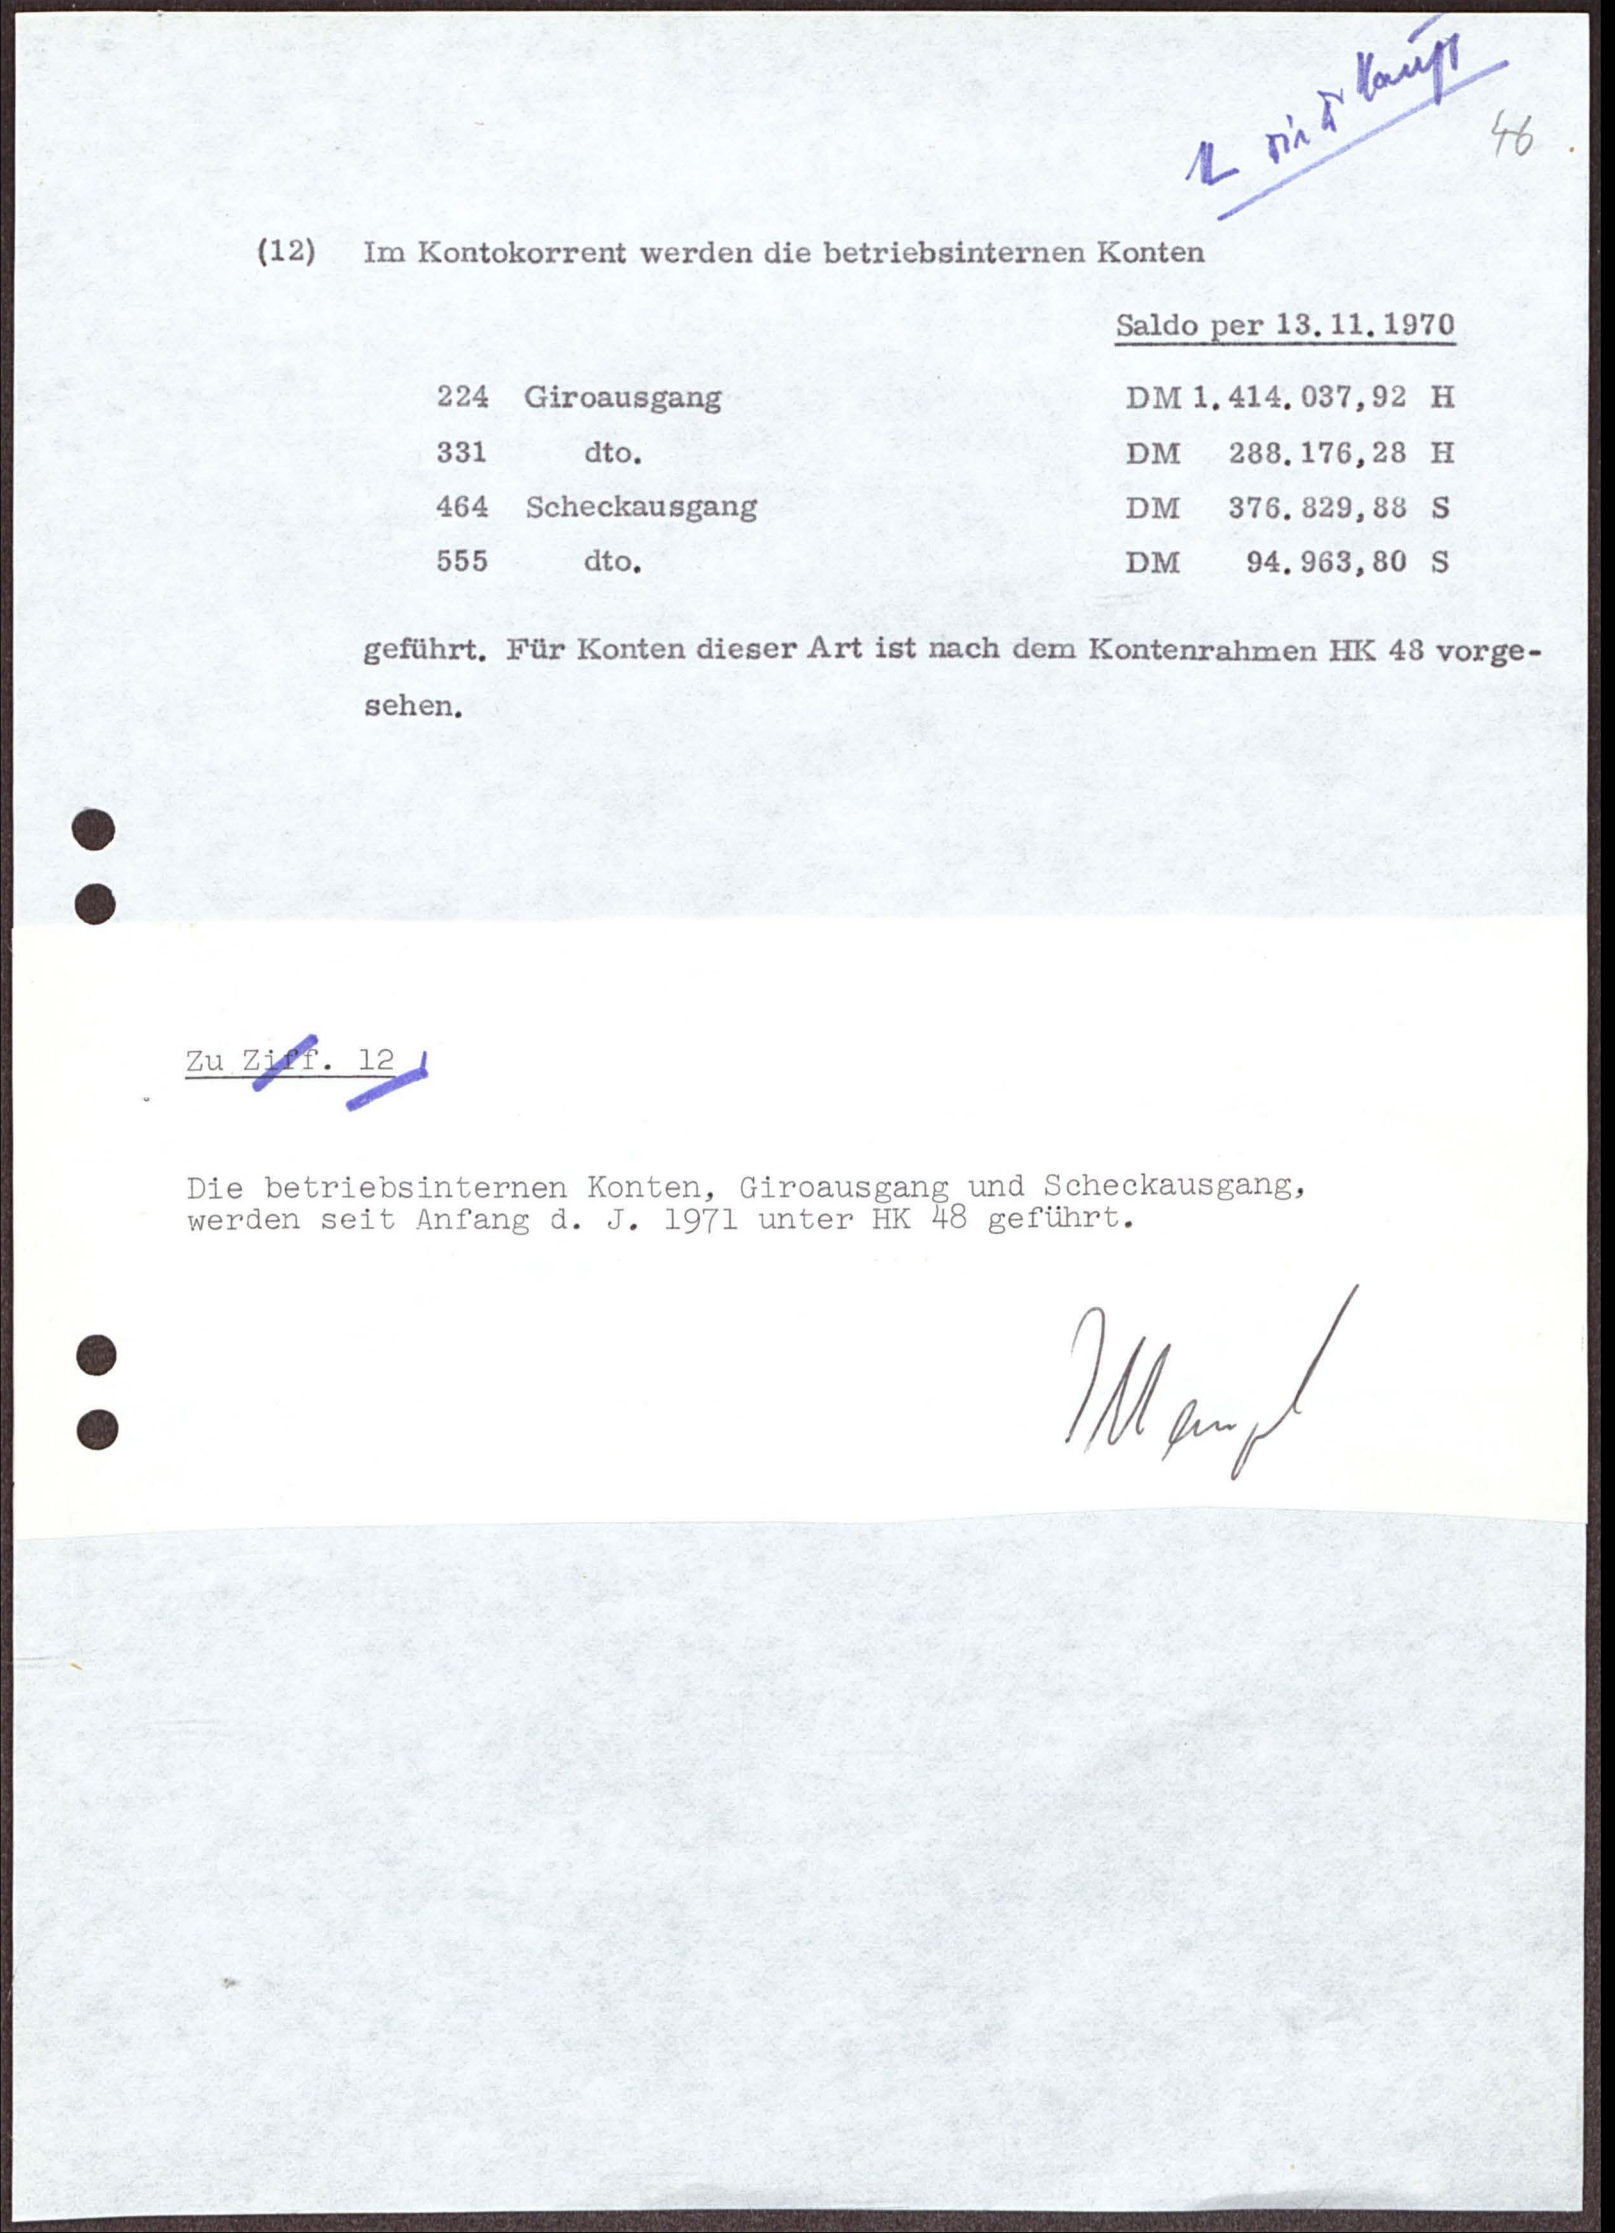 46
(12) Im Kontokorrent werden die betriebsinternen Konten
Saldo per 13.11.1970
224 Giroausgang DM 1.414.037,92 H
331 dto. DM 288.176,28 H
464 Scheckausgang DM 376.829,88 S
555 dto. DM 94.963,80 S
geführt. Für Konten dieser Art ist nach dem Kontenrahmen HK 48 vorge-
sehen.
Zu Ziff. 12
Die betriebsinternen Konten, Giroausgang und Scheckausgang,
werden seit Anfang d. J. 1971 unter HK 48 geführt.